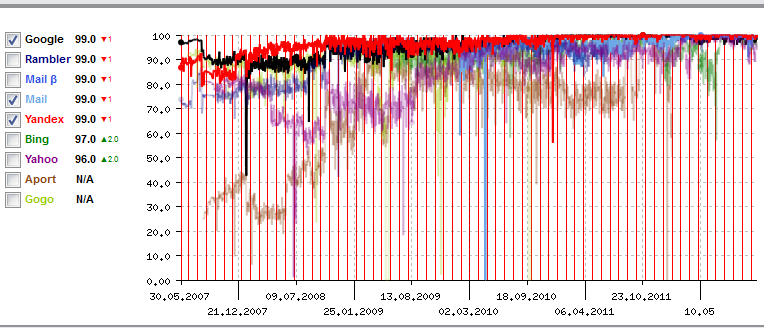 Google 99.0 ▼1
Rambler 99.0 ▼1
Mail β 99.0 ▼1
Mail 99.0 ▼1
Yandex 99.0 ▼1
Bing 97.0 ▲2.0
Yahoo 96.0 ▲2.0
Aport N/A
Gogo N/A
100
90.0
80.0
70.0
60.0
50.0
40.0
30.0
20.0
10.0
0.00
30.05.2007 09.07.2008 13.08.2009 18.09.2010 23.10.2011
21.12.2007 25.01.2009 02.03.2010 06.04.2011 10.05